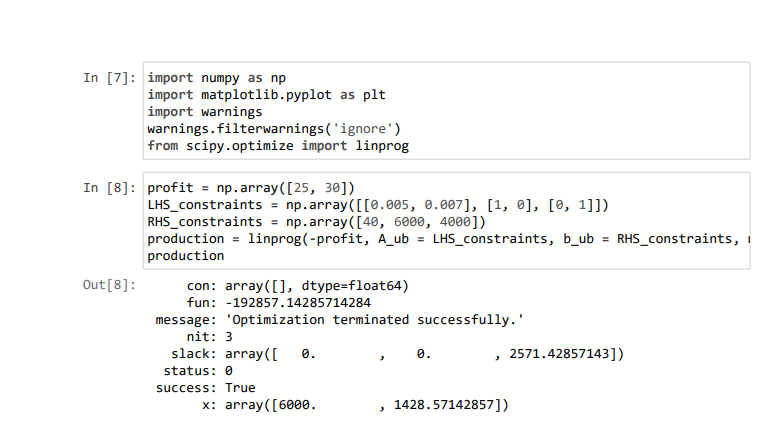 In [7]: import numpy as np
import matplotlib.pyplot as plt
import warnings
warnings.filterwarnings('ignore')
from scipy.optimize import linprog
In [8]: profit = np.array([25, 30])
LHS_constraints = np.array([[0.005, 0.007], [1, 0], [0, 1]])
RHS_constraints = np.array([40, 6000, 4000])
production = linprog(-profit, A_ub = LHS_constraints, b_ub = RHS_constraints,
production
Out[8]: con: array([], dtype=float64)
fun: -192857.14285714284
message: 'Optimization terminated successfully.'
nit: 3
slack: array([ 0. , 0. , 2571.42857143])
status: 0
success: True
x: array([6000. , 1428.57142857])